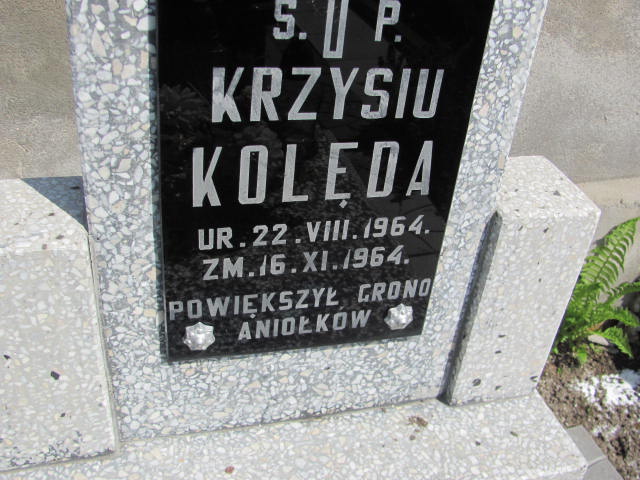 Ś. P.
KRZYSIU
KOLĘDA
UR. 22. VIII. 1964.
ZM. 16. XI. 1964.
POWIĘKSZYŁ GRONO
ANIOŁKÓW